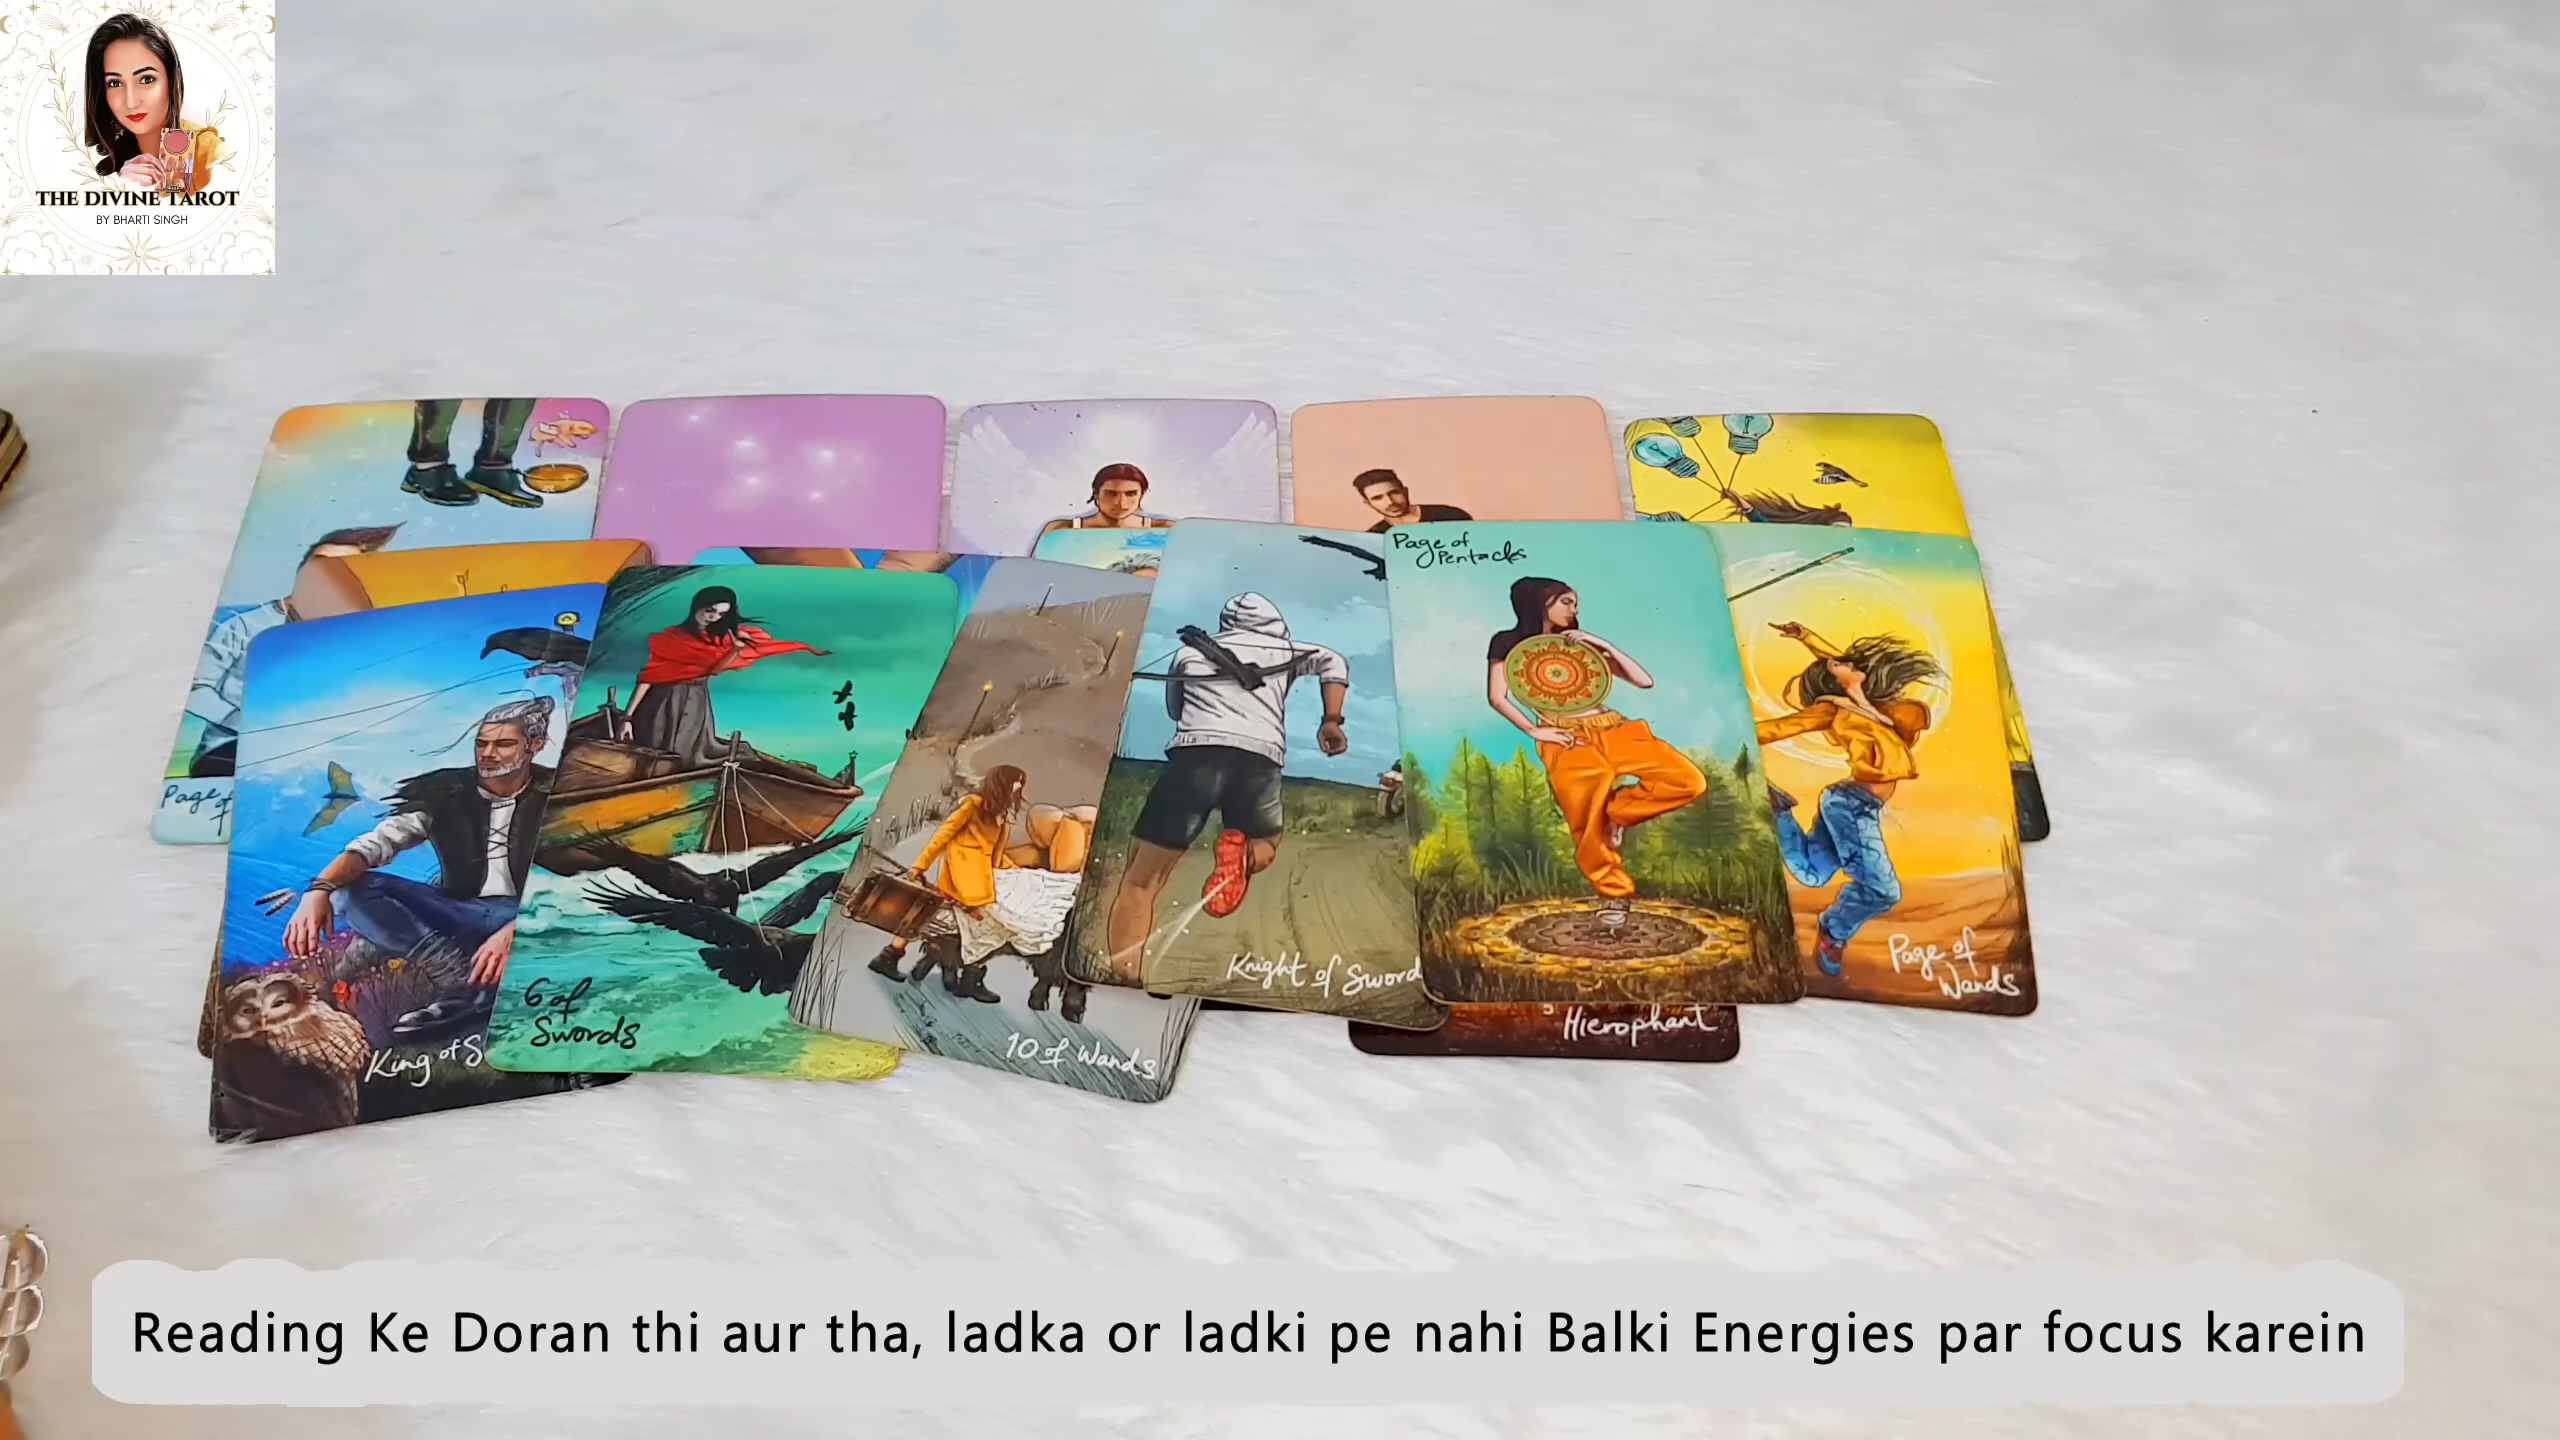 THE DIVINE TAROT
BY BHARTI SINGH
Page of
Pentacles
Page of
King of S
6 of
Swords
10 of Wands
Knight of Sword
Hierophant
Page of
Wands
Reading Ke Doran thi aur tha, ladka or ladki pe nahi Balki Energies par focus karein